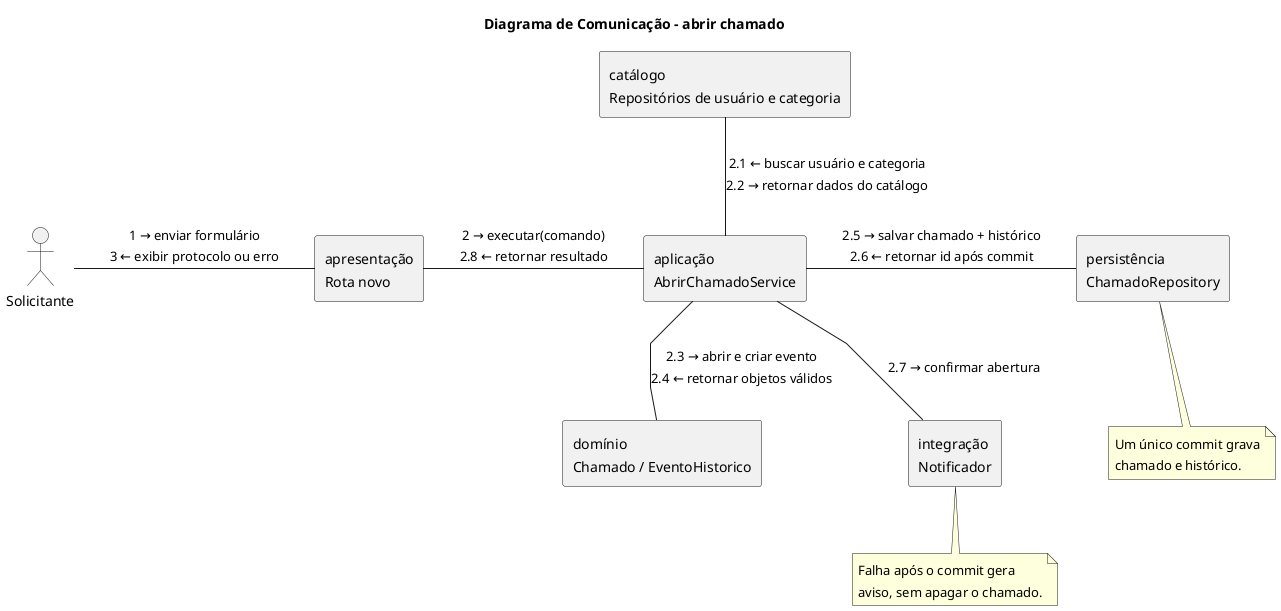 Diagrama de Comunicação - abrir chamado
catálogo
Repositórios de usuário e categoria
2.1 ← buscar usuário e categoria
2.2 → retornar dados do catálogo
Solicitante
1 → enviar formulário
3 ← exibir protocolo ou erro
apresentação
Rota novo
2 → executar(comando)
2.8 ← retornar resultado
aplicação
AbrirChamadoService
2.5 → salvar chamado + histórico
2.6 ← retornar id após commit
persistência
ChamadoRepository
2.3 → abrir e criar evento
2.4 ← retornar objetos válidos
2.7 → confirmar abertura
domínio
Chamado / EventoHistorico
integração
Notificador
Um único commit grava
chamado e histórico.
Falha após o commit gera
aviso, sem apagar o chamado.